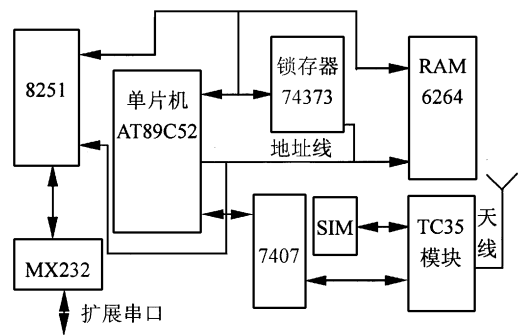 8251
单片机
AT89C52
锁存器
74373
RAM
6264
地址线
7407
SIM
TC35
模块
天
线
MX232
扩展串口